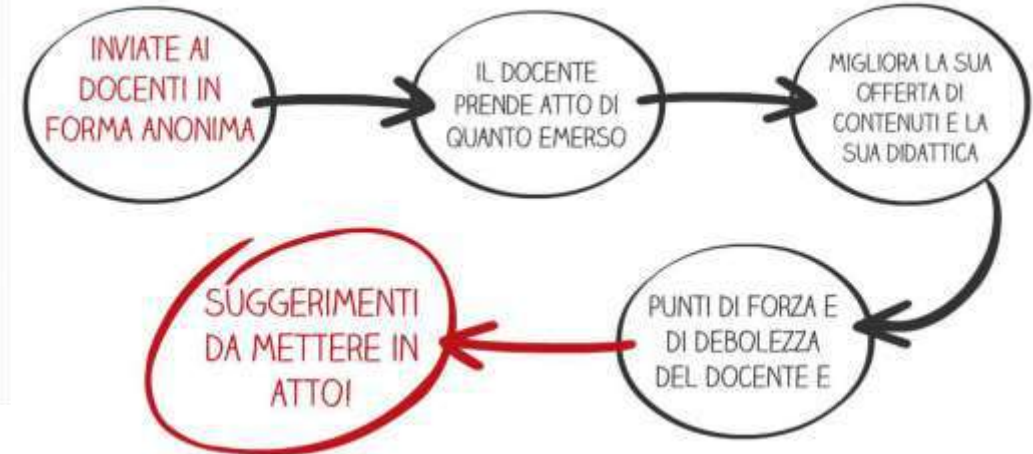 INVIATE AI
DOCENTI IN
FORMA ANONIMA
IL DOCENTE
PRENDE ATTO DI
QUANTO EMERSO
MIGLIORA LA SUA
OFFERTA DI
CONTENUTI E LA
SUA DIDATTICA
PUNTI DI FORZA E
DI DEBOLEZZA
DEL DOCENTE E
SUGGERIMENTI
DA METTERE IN
ATTO!